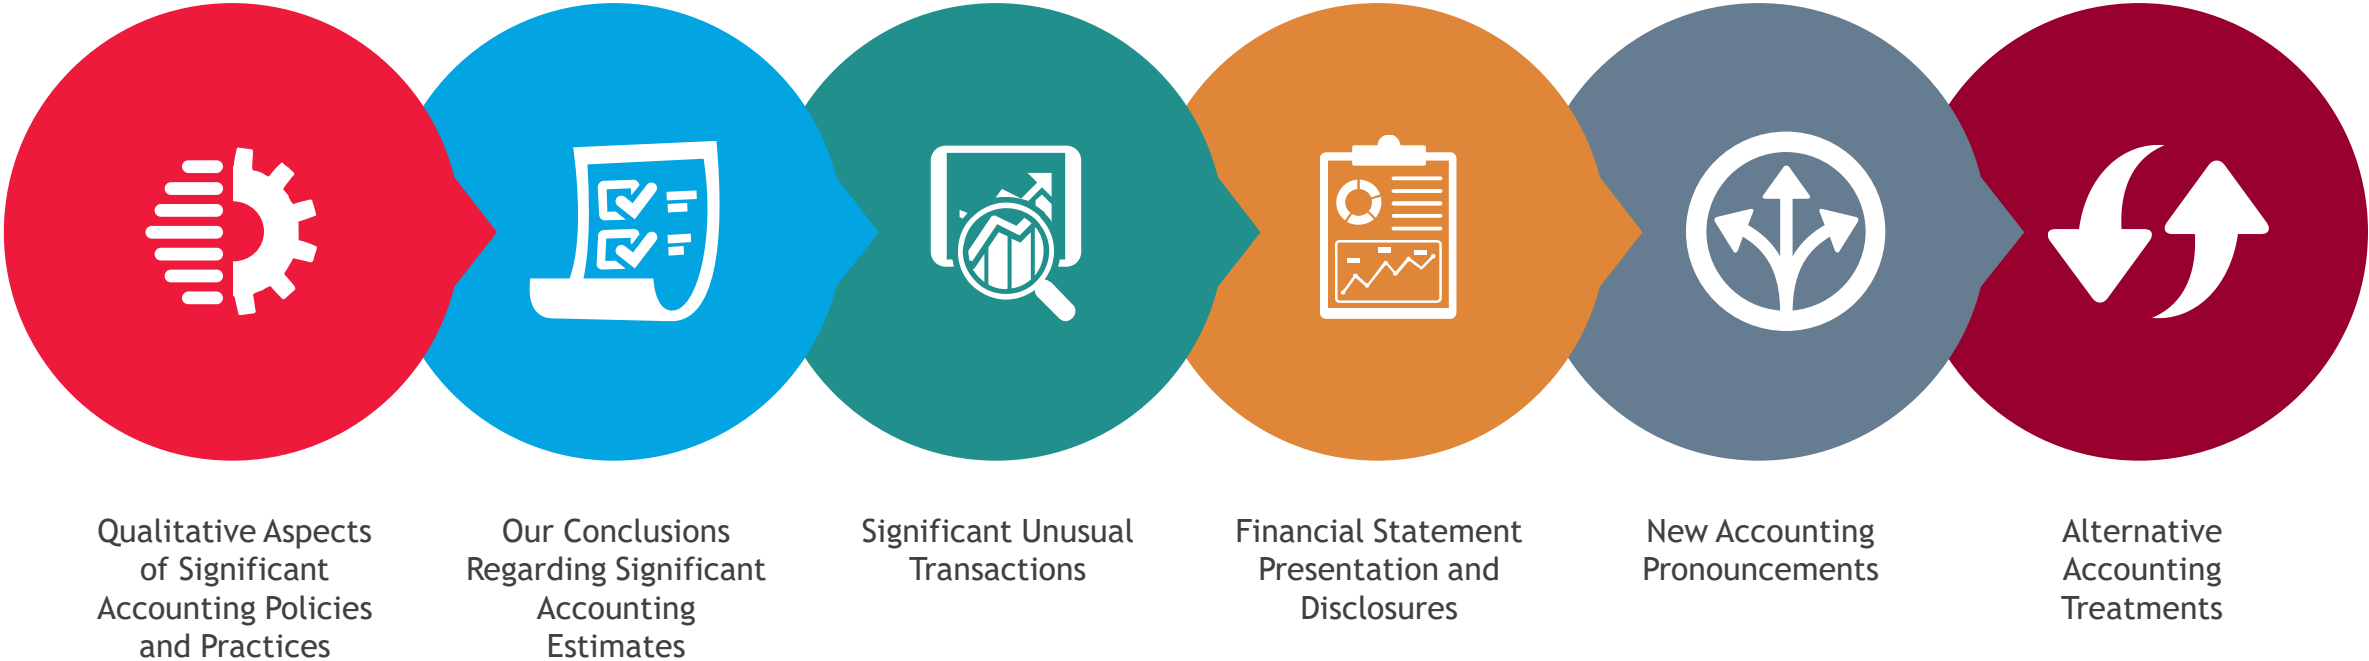 Qualitative Aspects
of Significant
Accounting Policies
and Practices
Our Conclusions
Regarding Significant
Accounting
Estimates
Significant Unusual
Transactions
Financial Statement
Presentation and
Disclosures
New Accounting
Pronouncements
Alternative
Accounting
Treatments